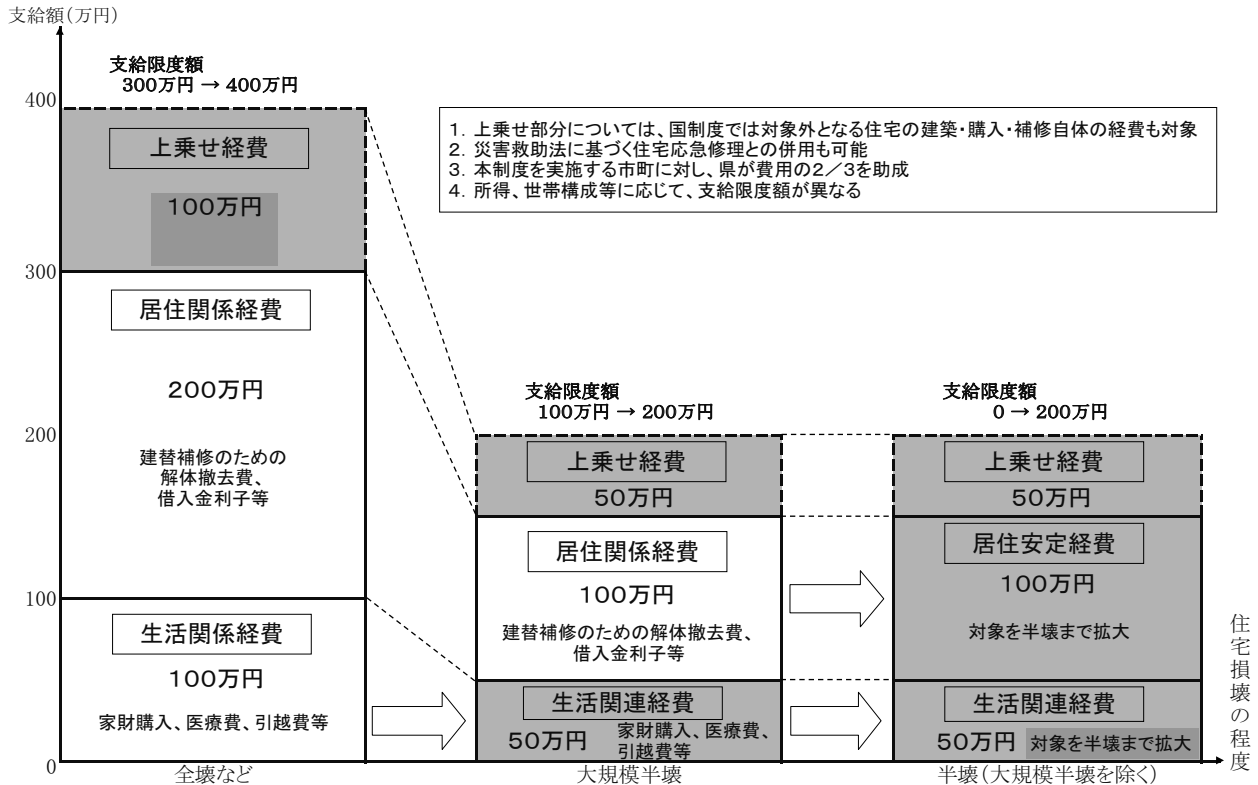 支給額(万円)
支給限度額
300万円 → 400万円
400
300
200
100
0
上乗せ経費
100万円
居住関係経費
200万円
建替補修のための
解体撤去費、
借入金利子等
生活関係経費
100万円
家財購入、医療費、引越費等
全壊など
1. 上乗せ部分については、国制度では対象外となる住宅の建築・購入・補修自体の経費も対象
2. 災害救助法に基づく住宅応急修理との併用も可能
3. 本制度を実施する市町に対し、県が費用の2/3を助成
4. 所得、世帯構成等に応じて、支給限度額が異なる
支給限度額
100万円 → 200万円
上乗せ経費
50万円
居住関係経費
100万円
建替補修のための解体撤去費、
借入金利子等
生活関連経費
50万円
家財購入、医療費、
引越費等
大規模半壊
支給限度額
0 → 200万円
上乗せ経費
50万円
居住安定経費
100万円
対象を半壊まで拡大
生活関連経費
50万円 対象を半壊まで拡大
半壊(大規模半壊を除く)
住宅損壊の程度